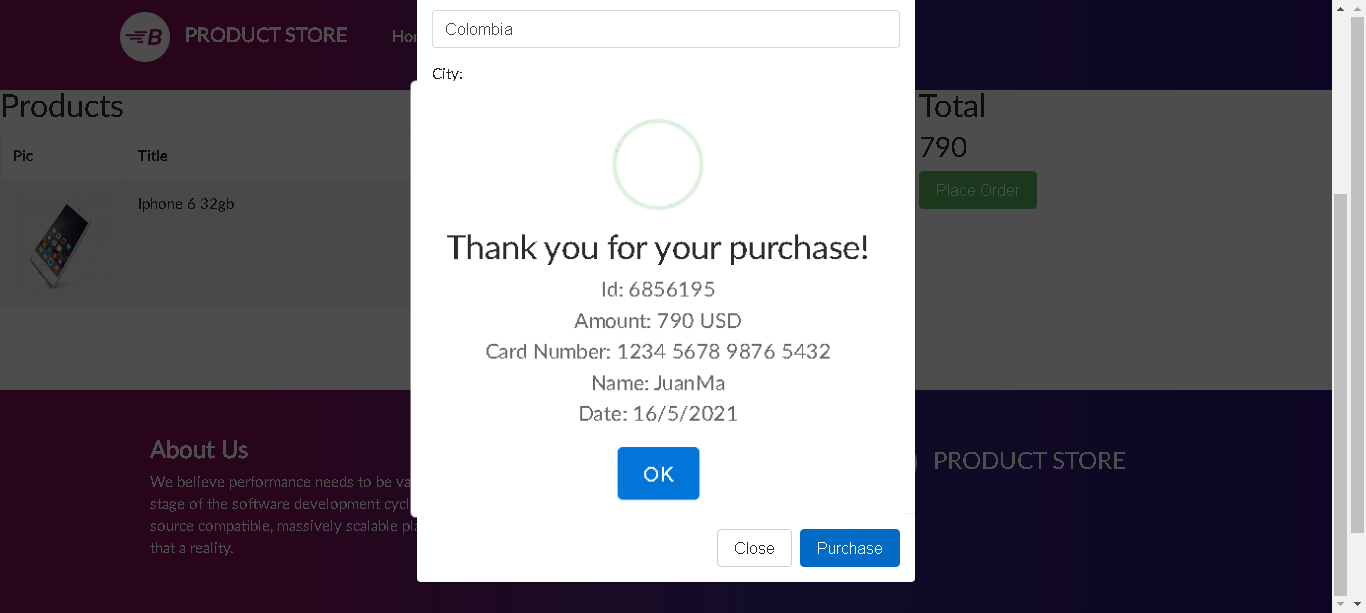 PRODUCT STORE
Hor
Colombia
City:
Products
Total
790
Pic
Title
Place Order
Iphone 6 32gb
Thank you for your purchase!
Id: 6856195
Amount: 790 USD
Card Number: 1234 5678 9876 5432
Name: JuanMa
Date: 16/5/2021
OK
Close
Purchase
About Us
We believe performance needs to be va
stage of the software development cycl
source compatible, massively scalable pla
that a reality.
PRODUCT STORE